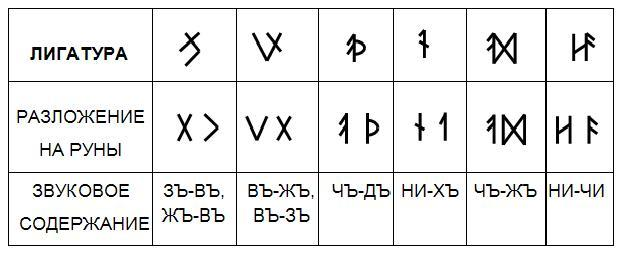 ЛИГАТУРА
РАЗЛОЖЕНИЕ
НА РУНЫ
ЗВУКОВОЕ
СОДЕРЖАНИЕ
ЗЪ-ВЪ,
ЖЪ-ВЪ
ВЪ-ЖЪ,
ВЪ-ЗЪ
ЧЪ-ДЪ
НИ-ХЪ
ЧЪ-ЖЪ
НИ-ЧИ